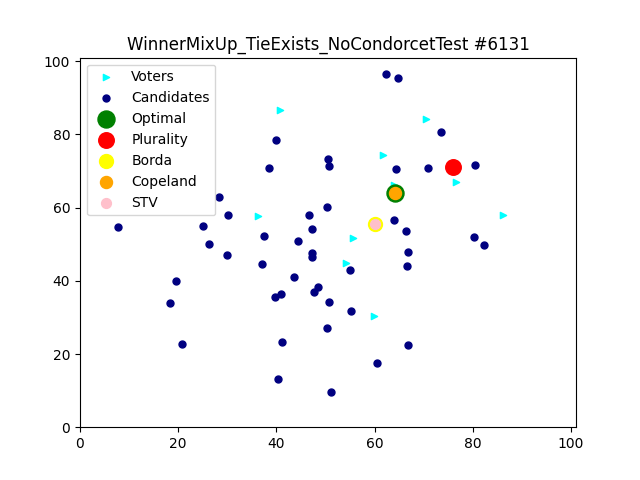 WinnerMixUp_TieExists_NoCondorcetTest #6131
Voters
Candidates
Optimal
Plurality
Borda
Copeland
STV
100
80
60
40
20
0
0 20 40 60 80 100